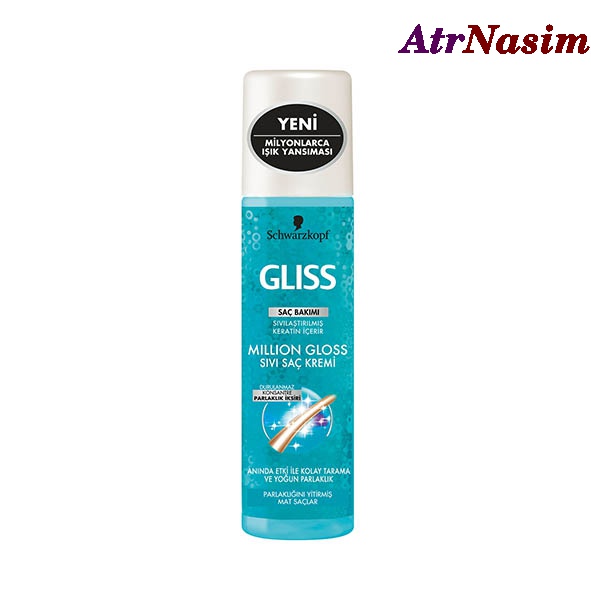 AtrNasim
YENİ
MİLYONLARCA
IŞIK YANSIMASI
Schwarzkopf
GLISS
SAÇ BAKIMI
SIVILAŞTIRILMIŞ
KERATİN İÇERİR
MILLION GLOSS
SIVI SAÇ KREMİ
DURULANMAZ
KONSANTRE
PARLAKLIK İKSİRİ
ANINDA ETKİ İLE KOLAY TARAMA
VE YOĞUN PARLAKLIK
PARLAKLIĞINI YİTİRMİŞ
MAT SAÇLAR